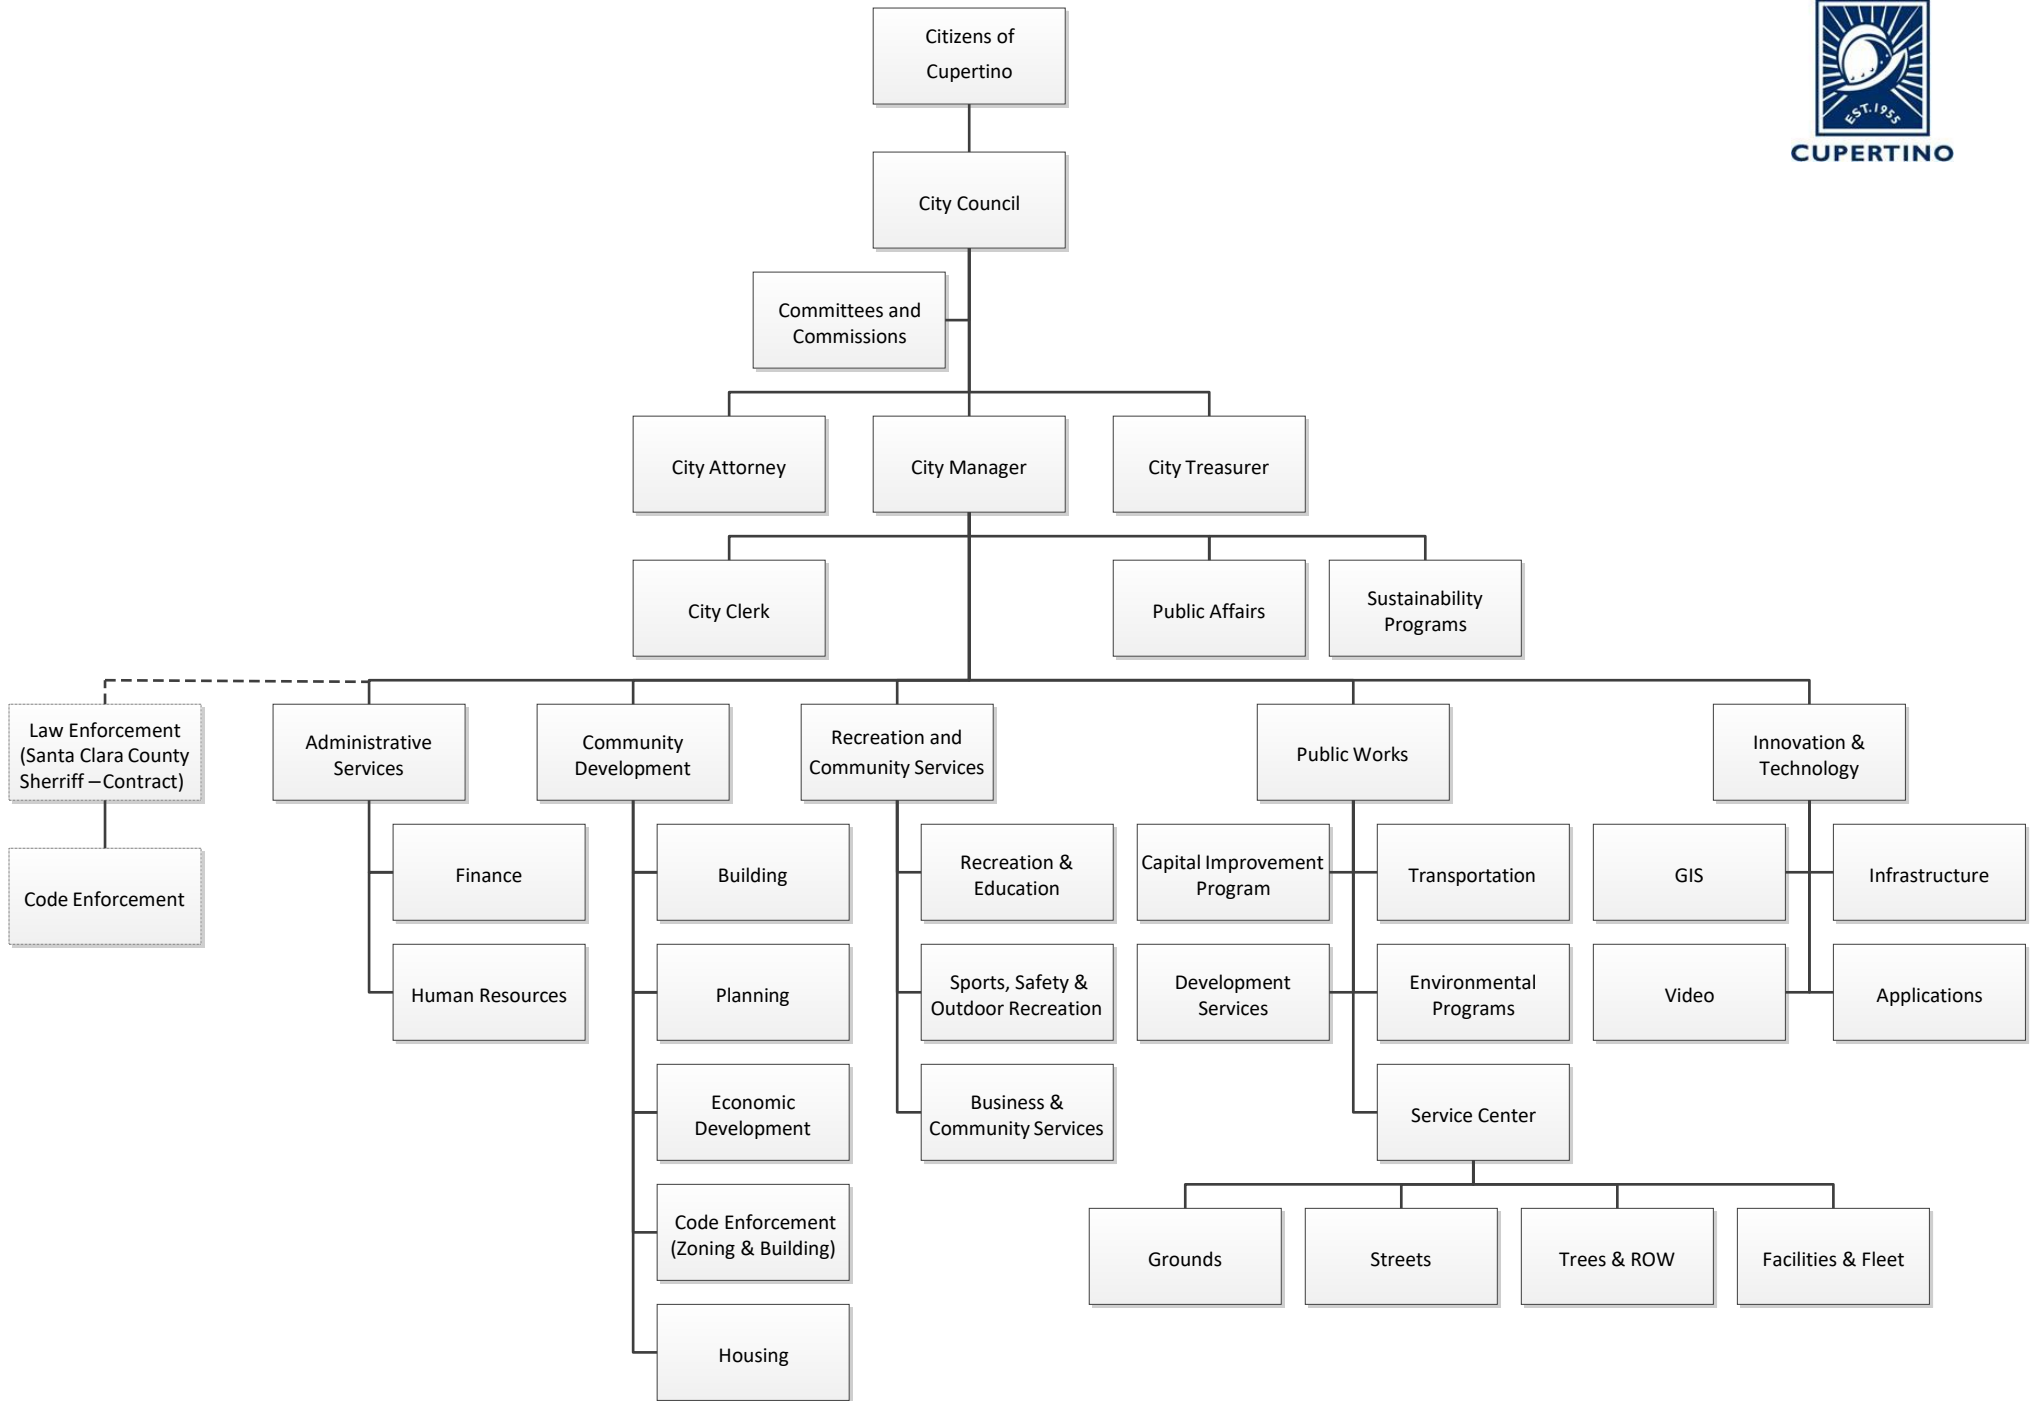 Citizens of
Cupertino
EST. 1955
CUPERTINO
City Council
Committees and
Commissions
City Attorney
City Manager
City Treasurer
City Clerk
Public Affairs
Sustainability
Programs
Law Enforcement
(Santa Clara County
Sherriff – Contract)
Administrative
Services
Community
Development
Recreation and
Community Services
Public Works
Innovation &
Technology
Code Enforcement
Finance
Human Resources
Building
Planning
Economic
Development
Code Enforcement
(Zoning & Building)
Housing
Recreation &
Education
Sports, Safety &
Outdoor Recreation
Business &
Community Services
Capital Improvement
Program
Transportation
Development
Services
Environmental
Programs
Service Center
Grounds
Streets
Trees & ROW
Facilities & Fleet
GIS
Infrastructure
Video
Applications